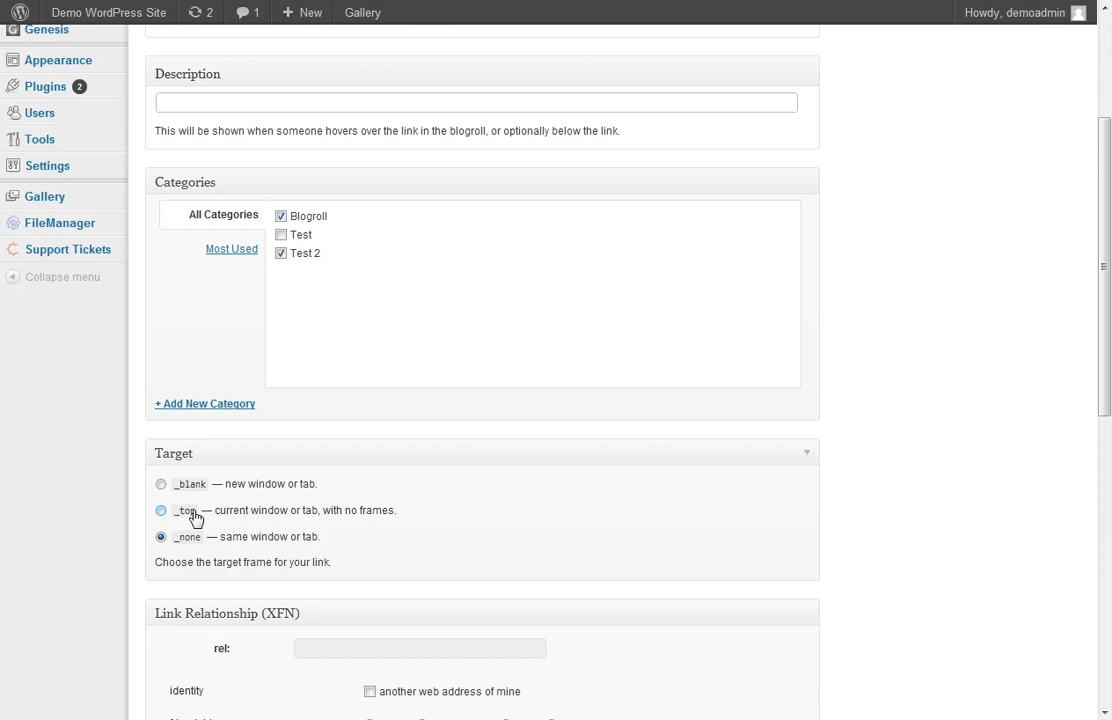 Demo WordPress Site 2 1 + New Gallery Howdy, demoadmin
Genesis
Appearance
Plugins 2
Users
Tools
Settings
Gallery
FileManager
Support Tickets
Collapse menu
Description
This will be shown when someone hovers over the link in the blogroll, or optionally below the link.
Categories
All Categories
Most Used
Blogroll
Test
Test 2
+ Add New Category
Target
_blank — new window or tab.
_top — current window or tab, with no frames.
_none — same window or tab.
Choose the target frame for your link.
Link Relationship (XFN)
rel:
identity another web address of mine